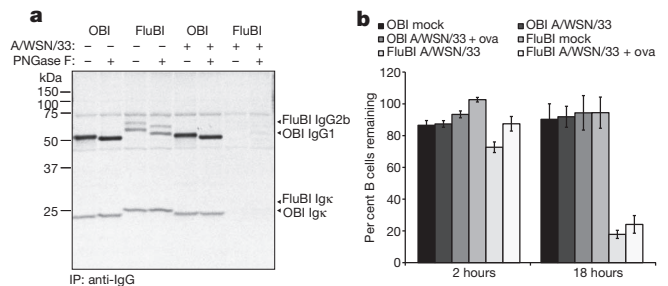 a
OBI FluBI OBI FluBI
A/WSN/33: – – – – + + + +
PNGase F: – + – + – + – +
kDa
150
100
75
50
37
25
FluBI IgG2b
OBI IgG1
FluBI Igκ
OBI Igκ
IP: anti-IgG
b
OBI mock
OBI A/WSN/33
OBI A/WSN/33 + ova
FluBI mock
FluBI A/WSN/33
FluBI A/WSN/33 + ova
Per cent B cells remaining
120
100
80
60
40
20
0
2 hours
18 hours